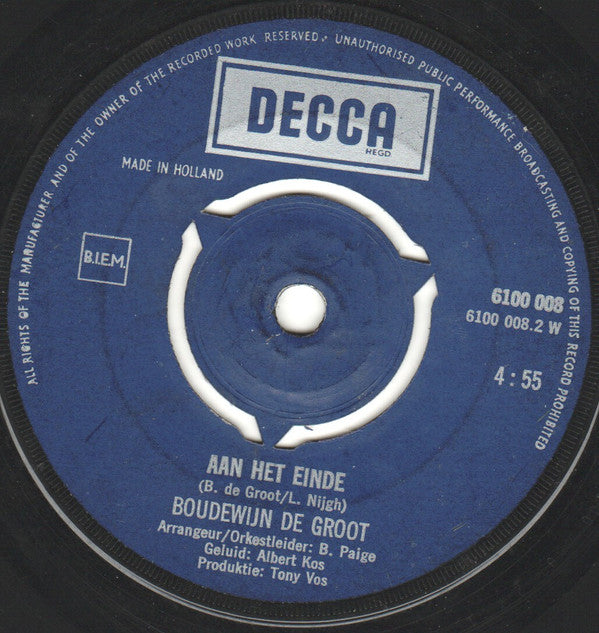 ALL RIGHTS OF THE MANUFACTURER AND OF THE OWNER OF THE RECORDED WORK RESERVED. UNAUTHORISED PUBLIC PERFORMANCE BROADCASTING AND COPYING OF THIS RECORD PROHIBITED
DECCA
HEGD
MADE IN HOLLAND
B.I.E.M.
6100 008
6100 008.2 W
4 : 55
AAN HET EINDE
(B. de Groot/L. Nijgh)
BOUDEWIJN DE GROOT
Arrangeur/Orkestleider: B. Paige
Geluid: Albert Kos
Produktie: Tony Vos